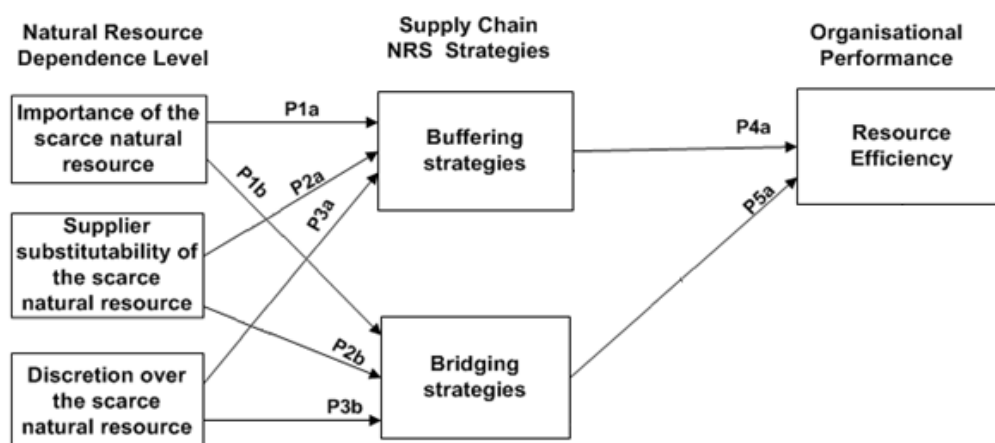 Natural Resource
Dependence Level
Supply Chain
NRS Strategies
Organisational
Performance
Importance of the
scarce natural
resource
P1a
Buffering
strategies
P4a
Resource
Efficiency
P1b
P2a
P3a
P5a
Supplier
substitutability of
the scarce
natural resource
P2b
Bridging
strategies
Discretion over
the scarce
natural resource
P3b